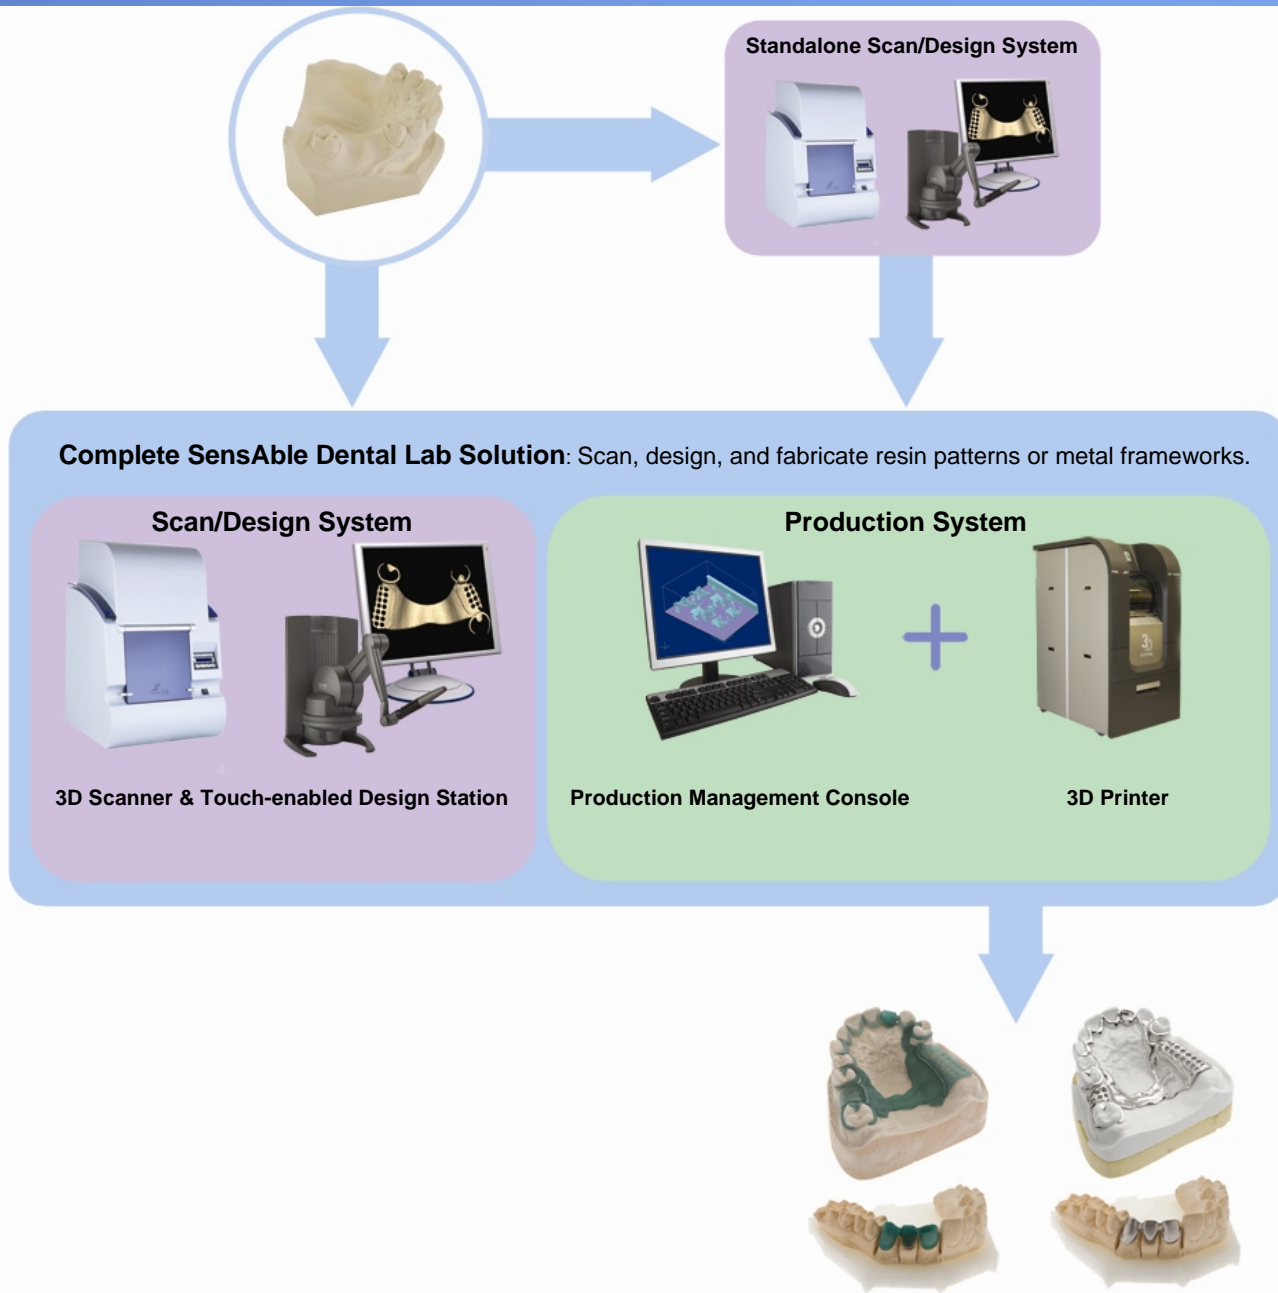 Standalone Scan/Design System
Complete SensAble Dental Lab Solution: Scan, design, and fabricate resin patterns or metal frameworks.
Scan/Design System
Production System
3D Scanner & Touch-enabled Design Station
Production Management Console
3D Printer